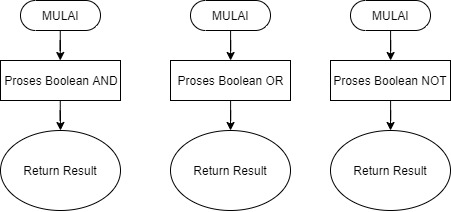 MULAI
Proses Boolean AND
Return Result
MULAI
Proses Boolean OR
Return Result
MULAI
Proses Boolean NOT
Return Result